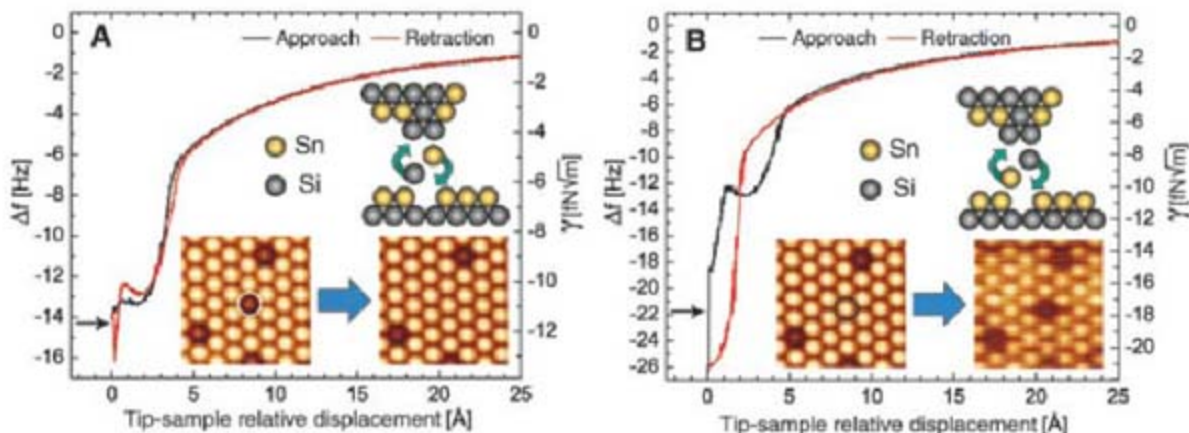 A
Approach
Retraction
0
-4
-6
-8
-10
-12
-14
-16
Δf [Hz]
0
-2
-4
-6
-8
-10
-12
γ [fN√m]
Sn
Si
0 5 10 15 20 25
Tip-sample relative displacement [Å]
B
Approach
Retraction
0
-2
-4
-6
-8
-10
-12
-14
-16
-18
-20
-22
-24
-26
Δf [Hz]
0
-2
-4
-6
-8
-10
-12
-14
-16
-18
-20
γ [fN√m]
Sn
Si
0 5 10 15 20 25
Tip-sample relative displacement [Å]